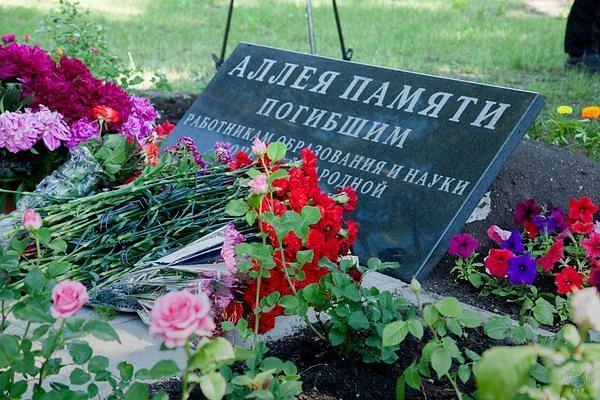 АЛЛЕЯ ПАМЯТИ
ПОГИБШИМ
РАБОТНИКАМ ОБРАЗОВАНИЯ И НАУКИ
РОДНОЙ